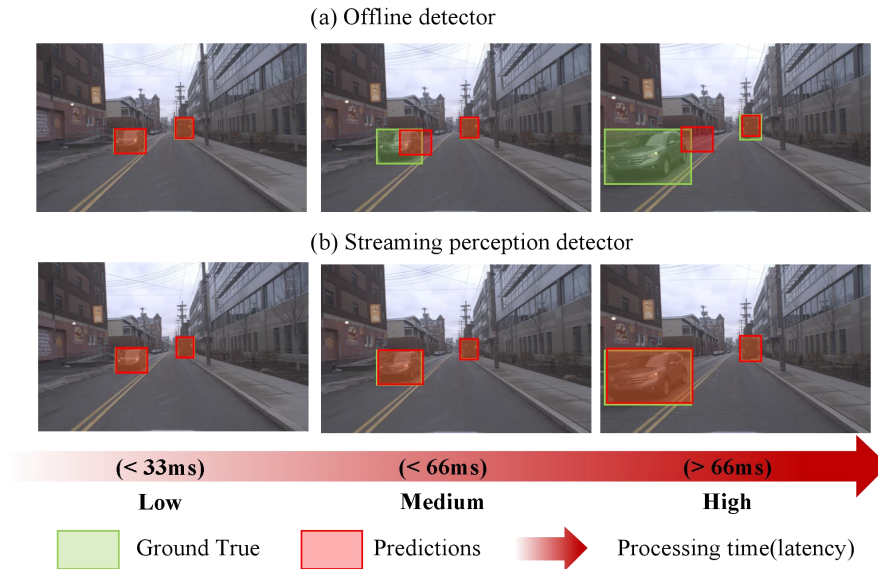 (a) Offline detector
(b) Streaming perception detector
(< 33ms) (< 66ms) (> 66ms)
Low Medium High
Ground True Predictions Processing time(latency)